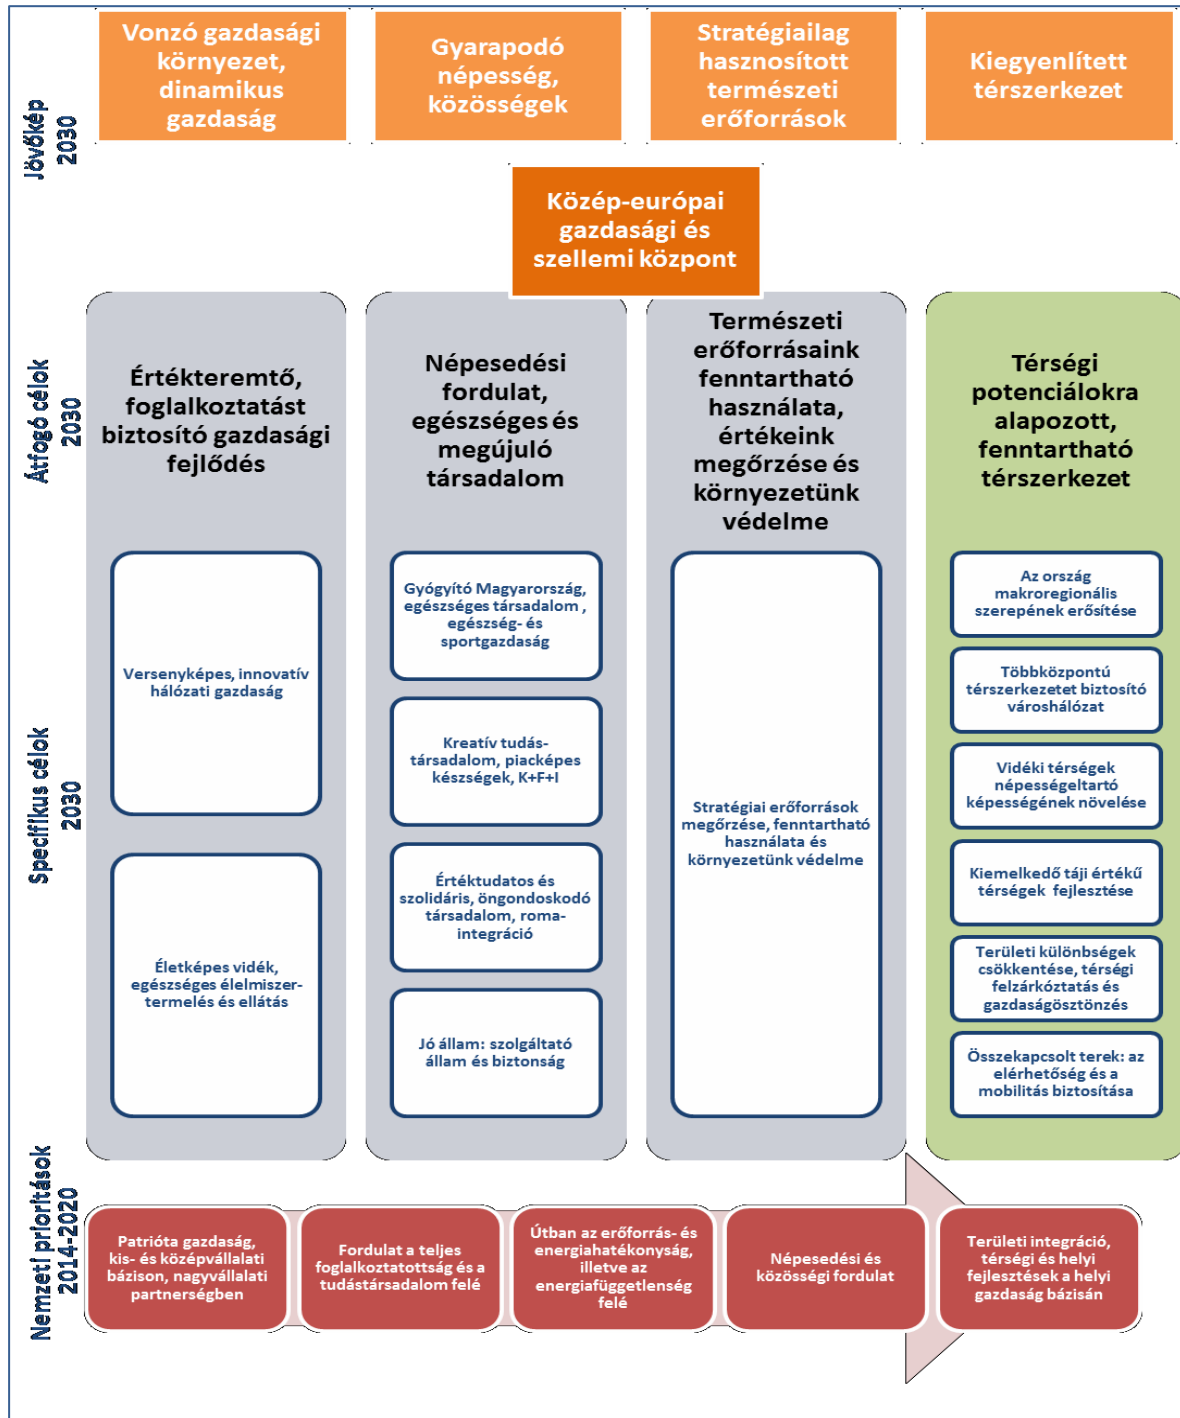 Jövőkép
2030
Vonzó gazdasági
környezet,
dinamikus
gazdaság
Gyarapodó
népesség,
közösségek
Stratégiailag
hasznosított
természeti
erőforrások
Kiegyenlített
térszerkezet
Közép-európai
gazdasági és
szellemi központ
Átfogó célok
2030
Értékteremtő,
foglalkoztatást
biztosító gazdasági
fejlődés
Népesedési
fordulat,
egészséges és
megújuló
társadalom
Természeti
erőforrásaink
fenntartható
használata,
értékeink
megőrzése és
környezetünk
védelme
Térségi
potenciálokra
alapozott,
fenntartható
térszerkezet
Specifikus célok
2030
Versenyképes, innovatív
hálózati gazdaság
Életképes vidék,
egészséges élelmiszer-
termelés és ellátás
Gyógyító Magyarország,
egészséges társadalom ,
egészség- és
sportgazdaság
Kreatív tudás-
társadalom, piacképes
készségek, K+F+I
Értéktudatos és
szolidáris, öngondoskodó
társadalom, roma-
integráció
Jó állam: szolgáltató
állam és biztonság
Stratégiai erőforrások
megőrzése, fenntartható
használata és
környezetünk védelme
Az ország
makroregionális
szerepének erősítése
Többközpontú
térszerkezetet biztosító
városhálózat
Vidéki térségek
népességeltartó
képességének növelése
Kiemelkedő táji értékű
térségek fejlesztése
Területi különbségek
csökkentése, térségi
felzárkóztatás és
gazdaságösztönzés
Összekapcsolt terek: az
elérhetőség és a
mobilitás biztosítása
Nemzeti prioritások
2014-2020
Patrióta gazdaság,
kis- és középvállalati
bázison, nagyvállalati
partnerségben
Fordulat a teljes
foglalkoztatottság és a
tudástársadalom felé
Útban az erőforrás- és
energiahatékonyság,
illetve az
energiafüggetlenség
felé
Népesedési és
közösségi fordulat
Területi integráció,
térségi és helyi
fejlesztések a helyi
gazdaság bázisán